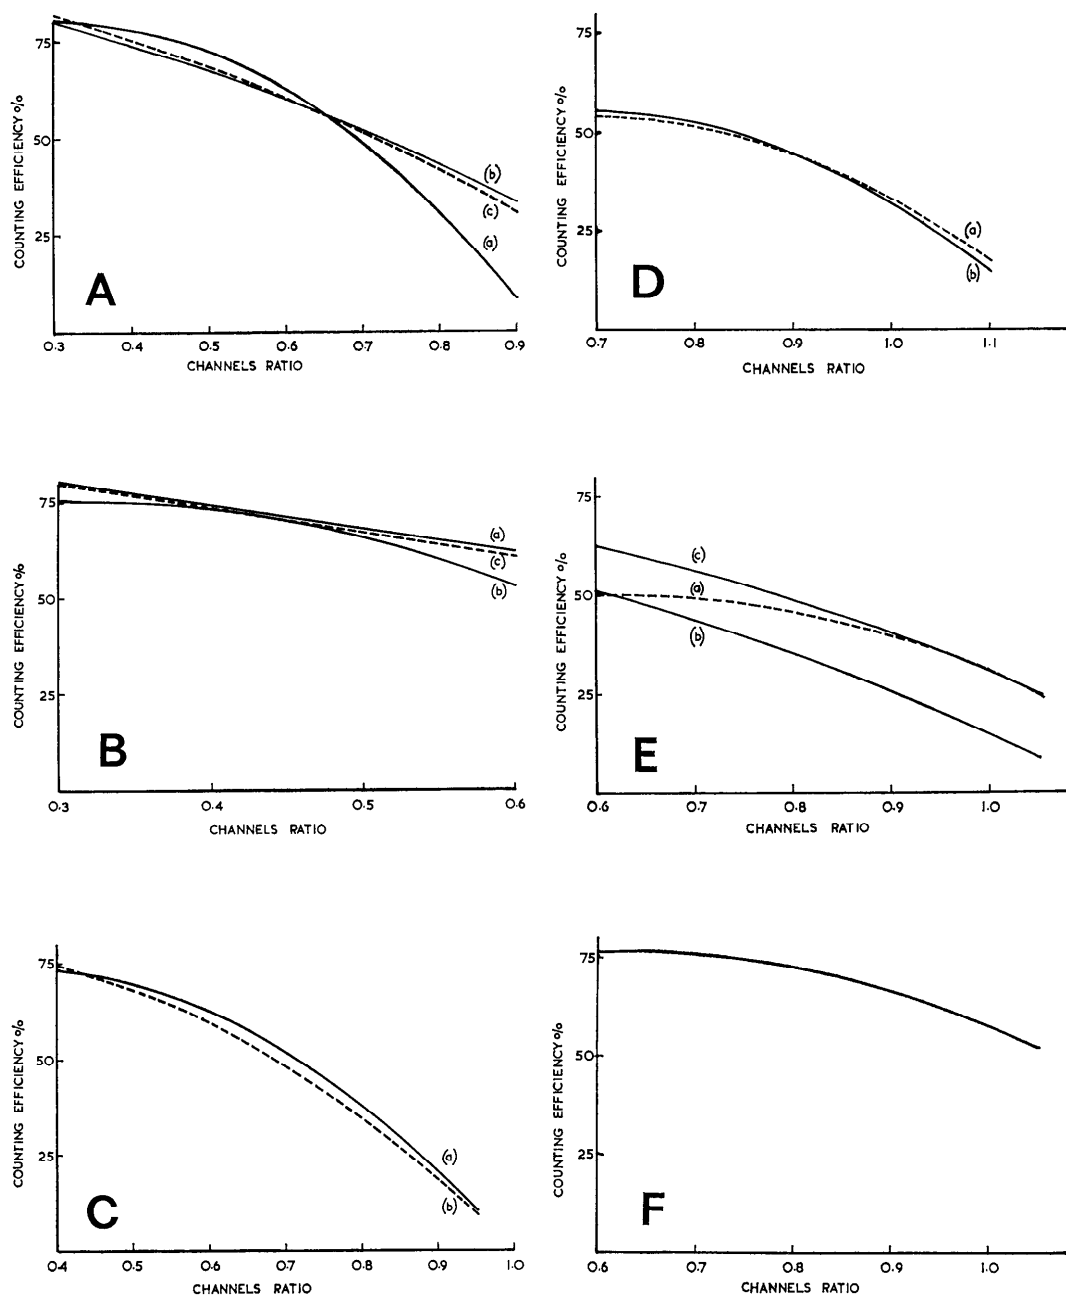 COUNTING EFFICIENCY %
75
50
25
(b)
(c)
(a)
A
0.3 0.4 0.5 0.6 0.7 0.8 0.9
CHANNELS RATIO
COUNTING EFFICIENCY %
75
50
25
(a)
(b)
D
0.7 0.8 0.9 1.0 1.1
CHANNELS RATIO
COUNTING EFFICIENCY %
75
50
25
(a)
(c)
(b)
B
0.3 0.4 0.5 0.6
CHANNELS RATIO
COUNTING EFFICIENCY %
75
50
25
(c)
(a)
(b)
E
0.6 0.7 0.8 0.9 1.0
CHANNELS RATIO
COUNTING EFFICIENCY %
75
50
25
(a)
(b)
C
0.4 0.5 0.6 0.7 0.8 0.9 1.0
CHANNELS RATIO
COUNTING EFFICIENCY %
75
50
25
F
0.6 0.7 0.8 0.9 1.0
CHANNELS RATIO